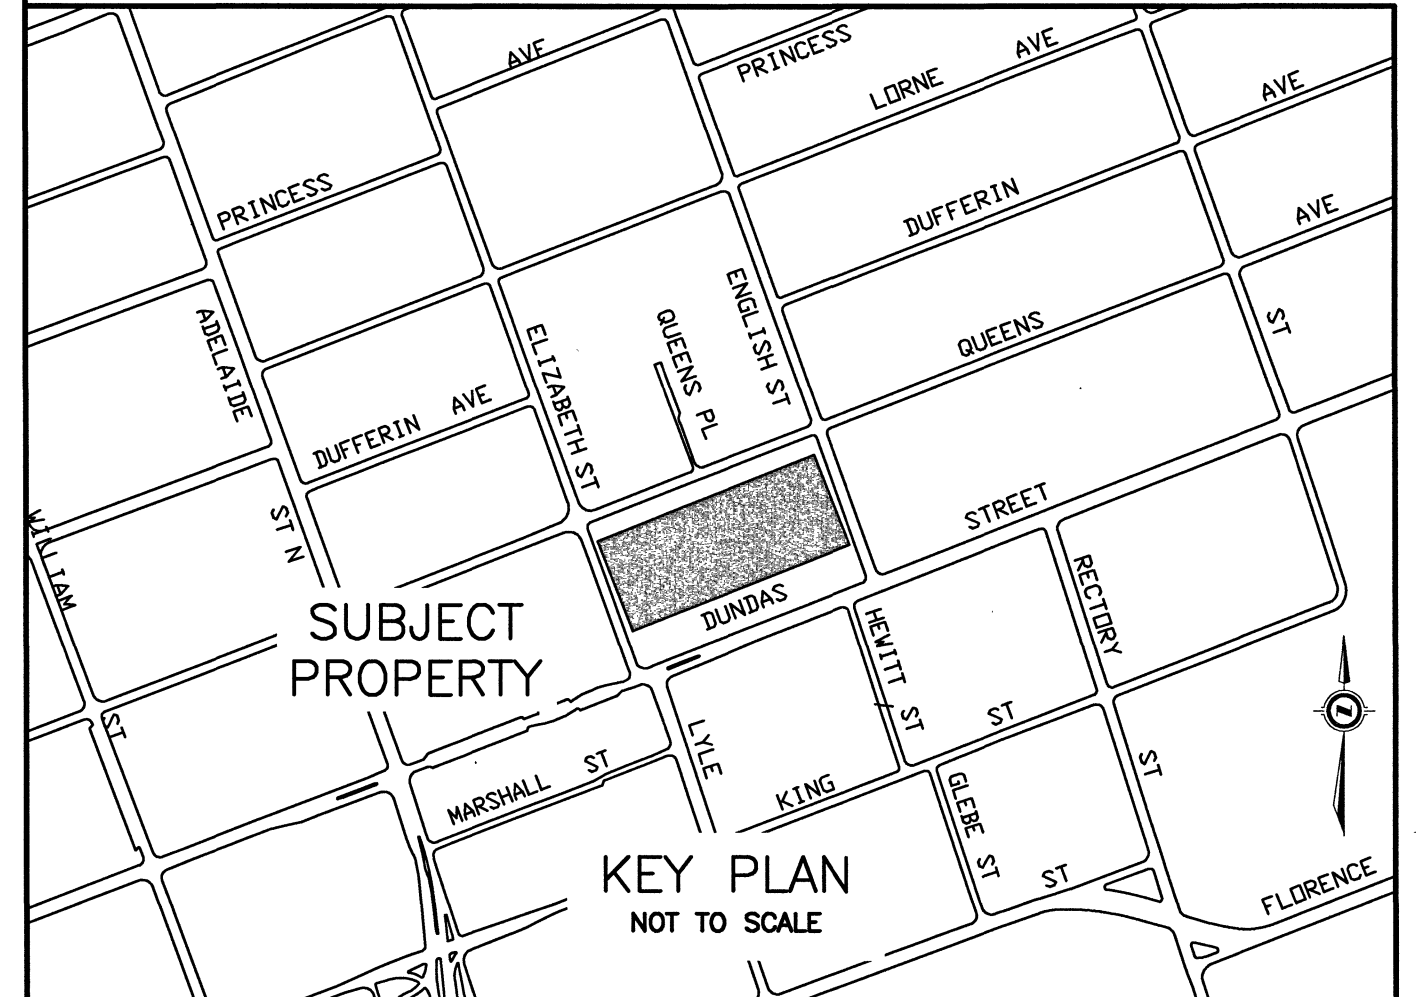 AVE
PRINCESS
AVE
LORNE
AVE
PRINCESS
DUFFERIN
AVE
ADELAIDE
ELIZABETH ST
QUEENS PL
ENGLISH ST
QUEENS
ST
DUFFERIN AVE
STREET
ST N
WILLIAM
SUBJECT
PROPERTY
DUNDAS
HEWITT ST
RECTORY
ST
ST
LYLE
ST
MARSHALL ST
KING
GLEBE ST
ST
KEY PLAN
NOT TO SCALE
FLORENCE
Z